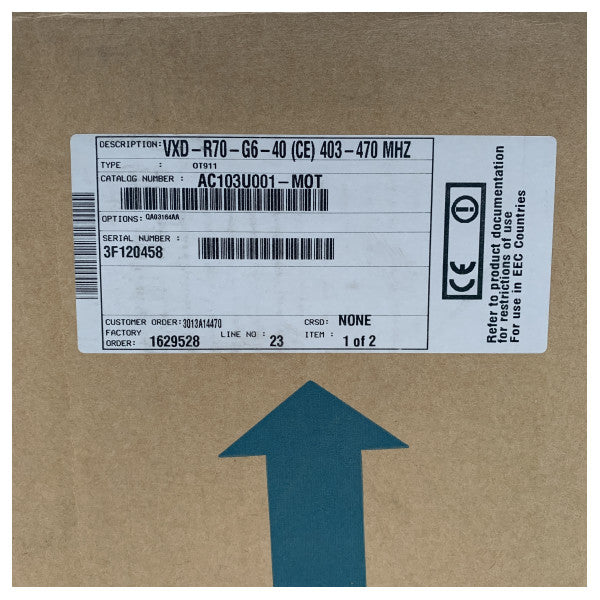 DESCRIPTION: VXD-R70-G6-40 (CE) 403-470 MHZ
TYPE : OT911
CATALOG NUMBER : AC103U001-MOT
OPTIONS: QA03164AA
SERIAL NUMBER :
3F120458
CUSTOMER ORDER: 3013A14470 CRSD: NONE
FACTORY
ORDER: 1629528 LINE NO : 23 ITEM : 1 of 2
CE
Refer to product documentation
for restrictions of use
For use in EEC Countries